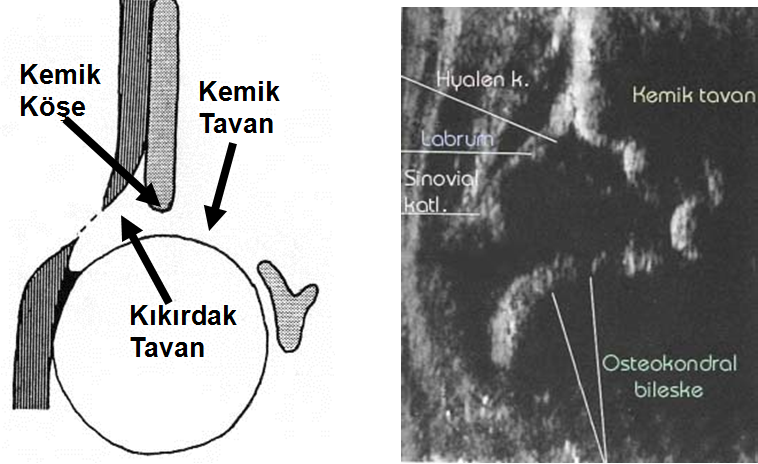 Kemik
Köşe
Kemik
Tavan
Kıkırdak
Tavan
Hyalen k.
Kemik tavan
Labrum
Sinovial
katl.
Osteokondral
bileske